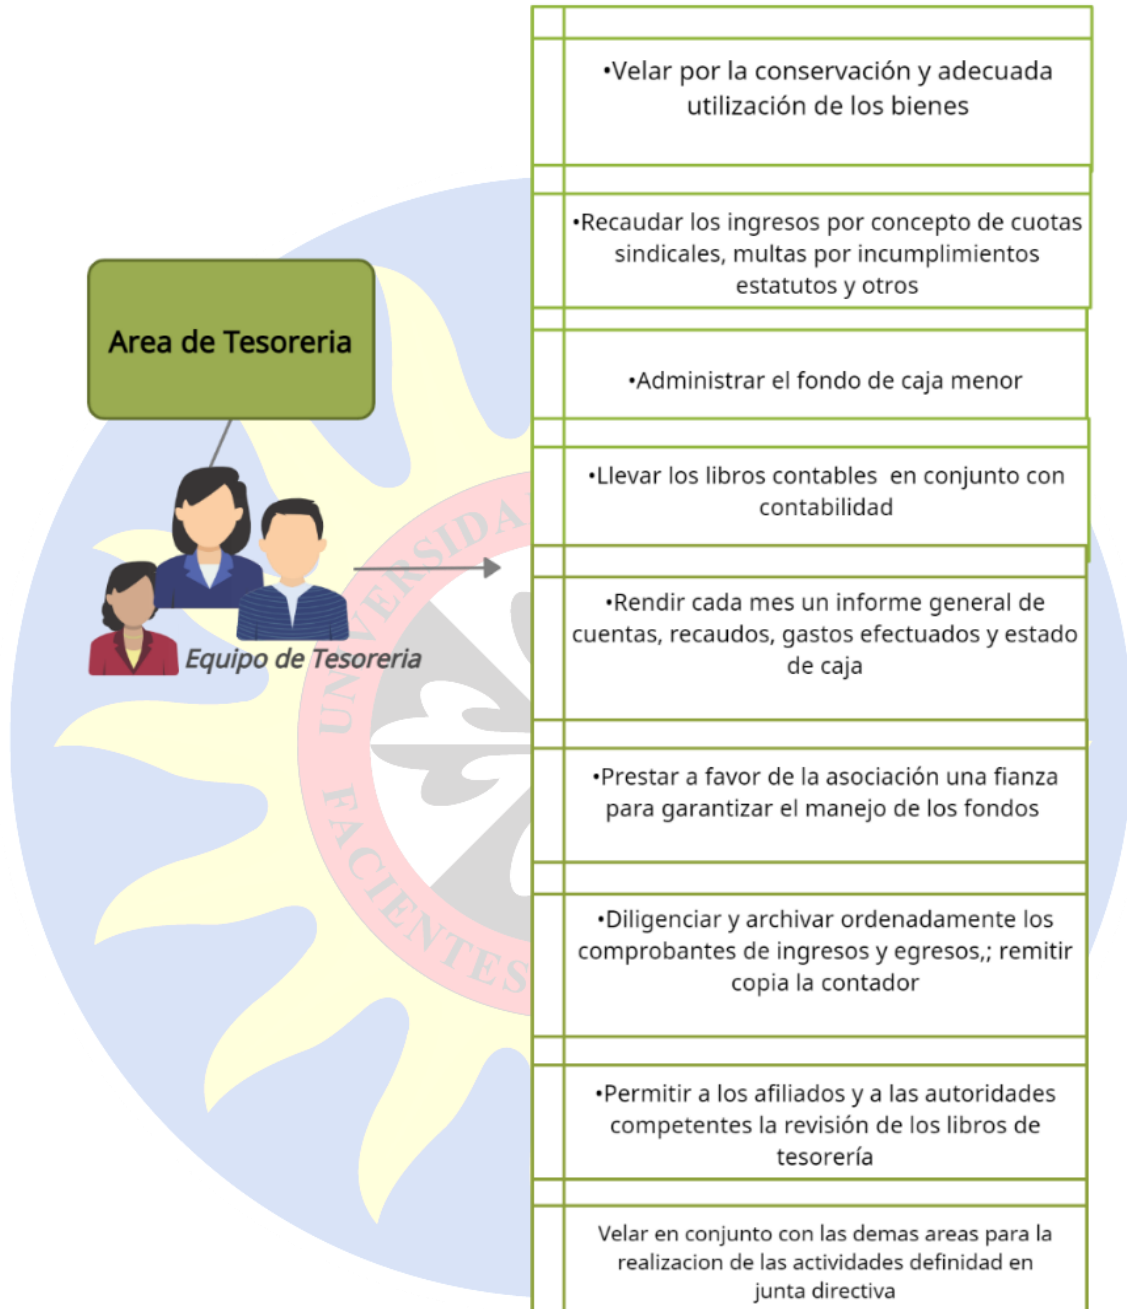 Area de Tesoreria
Equipo de Tesoreria
•Velar por la conservación y adecuada
utilización de los bienes
•Recaudar los ingresos por concepto de cuotas
sindicales, multas por incumplimientos
estatutos y otros
•Administrar el fondo de caja menor
•Llevar los libros contables  en conjunto con
contabilidad
•Rendir cada mes un informe general de
cuentas, recaudos, gastos efectuados y estado
de caja
•Prestar a favor de la asociación una fianza
para garantizar el manejo de los fondos
•Diligenciar y archivar ordenadamente los
comprobantes de ingresos y egresos,; remitir
copia la contador
•Permitir a los afiliados y a las autoridades
competentes la revisión de los libros de
tesorería
Velar en conjunto con las demas areas para la
realizacion de las actividades definidad en
junta directiva
FACIENTES